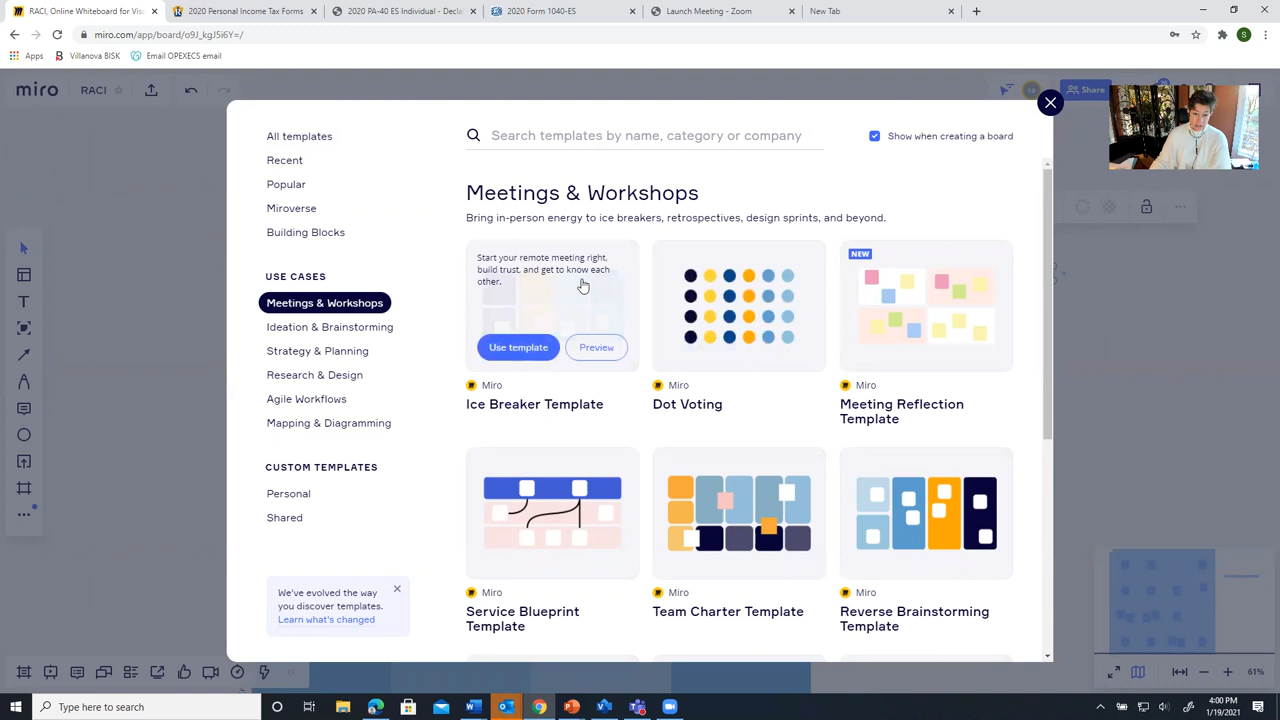 RACI, Online Whiteboard for Vis
2020 Personal Income Tax Forms
2020 PA-40 ES Individual - Decla
2020 Form 1040-ES
Launch Meeting - Zoom
New Tab
miro.com/app/board/o9J_kgJ5i6Y=/
S
Apps
Villanova BISK
Email OPEXECS email
miro
RACI
Share
All templates
Recent
Popular
Miroverse
Building Blocks
USE CASES
Meetings & Workshops
Ideation & Brainstorming
Strategy & Planning
Research & Design
Agile Workflows
Mapping & Diagramming
CUSTOM TEMPLATES
Personal
Shared
We've evolved the way
you discover templates.
Learn what's changed
Search templates by name, category or company
Show when creating a board
Meetings & Workshops
Bring in-person energy to ice breakers, retrospectives, design sprints, and beyond.
Start your remote meeting right,
build trust, and get to know each
other.
Use template
Preview
Miro
Ice Breaker Template
Miro
Dot Voting
NEW
Miro
Meeting Reflection
Template
Miro
Service Blueprint
Template
Miro
Team Charter Template
Miro
Reverse Brainstorming
Template
61%
Type here to search
4:00 PM
1/19/2021